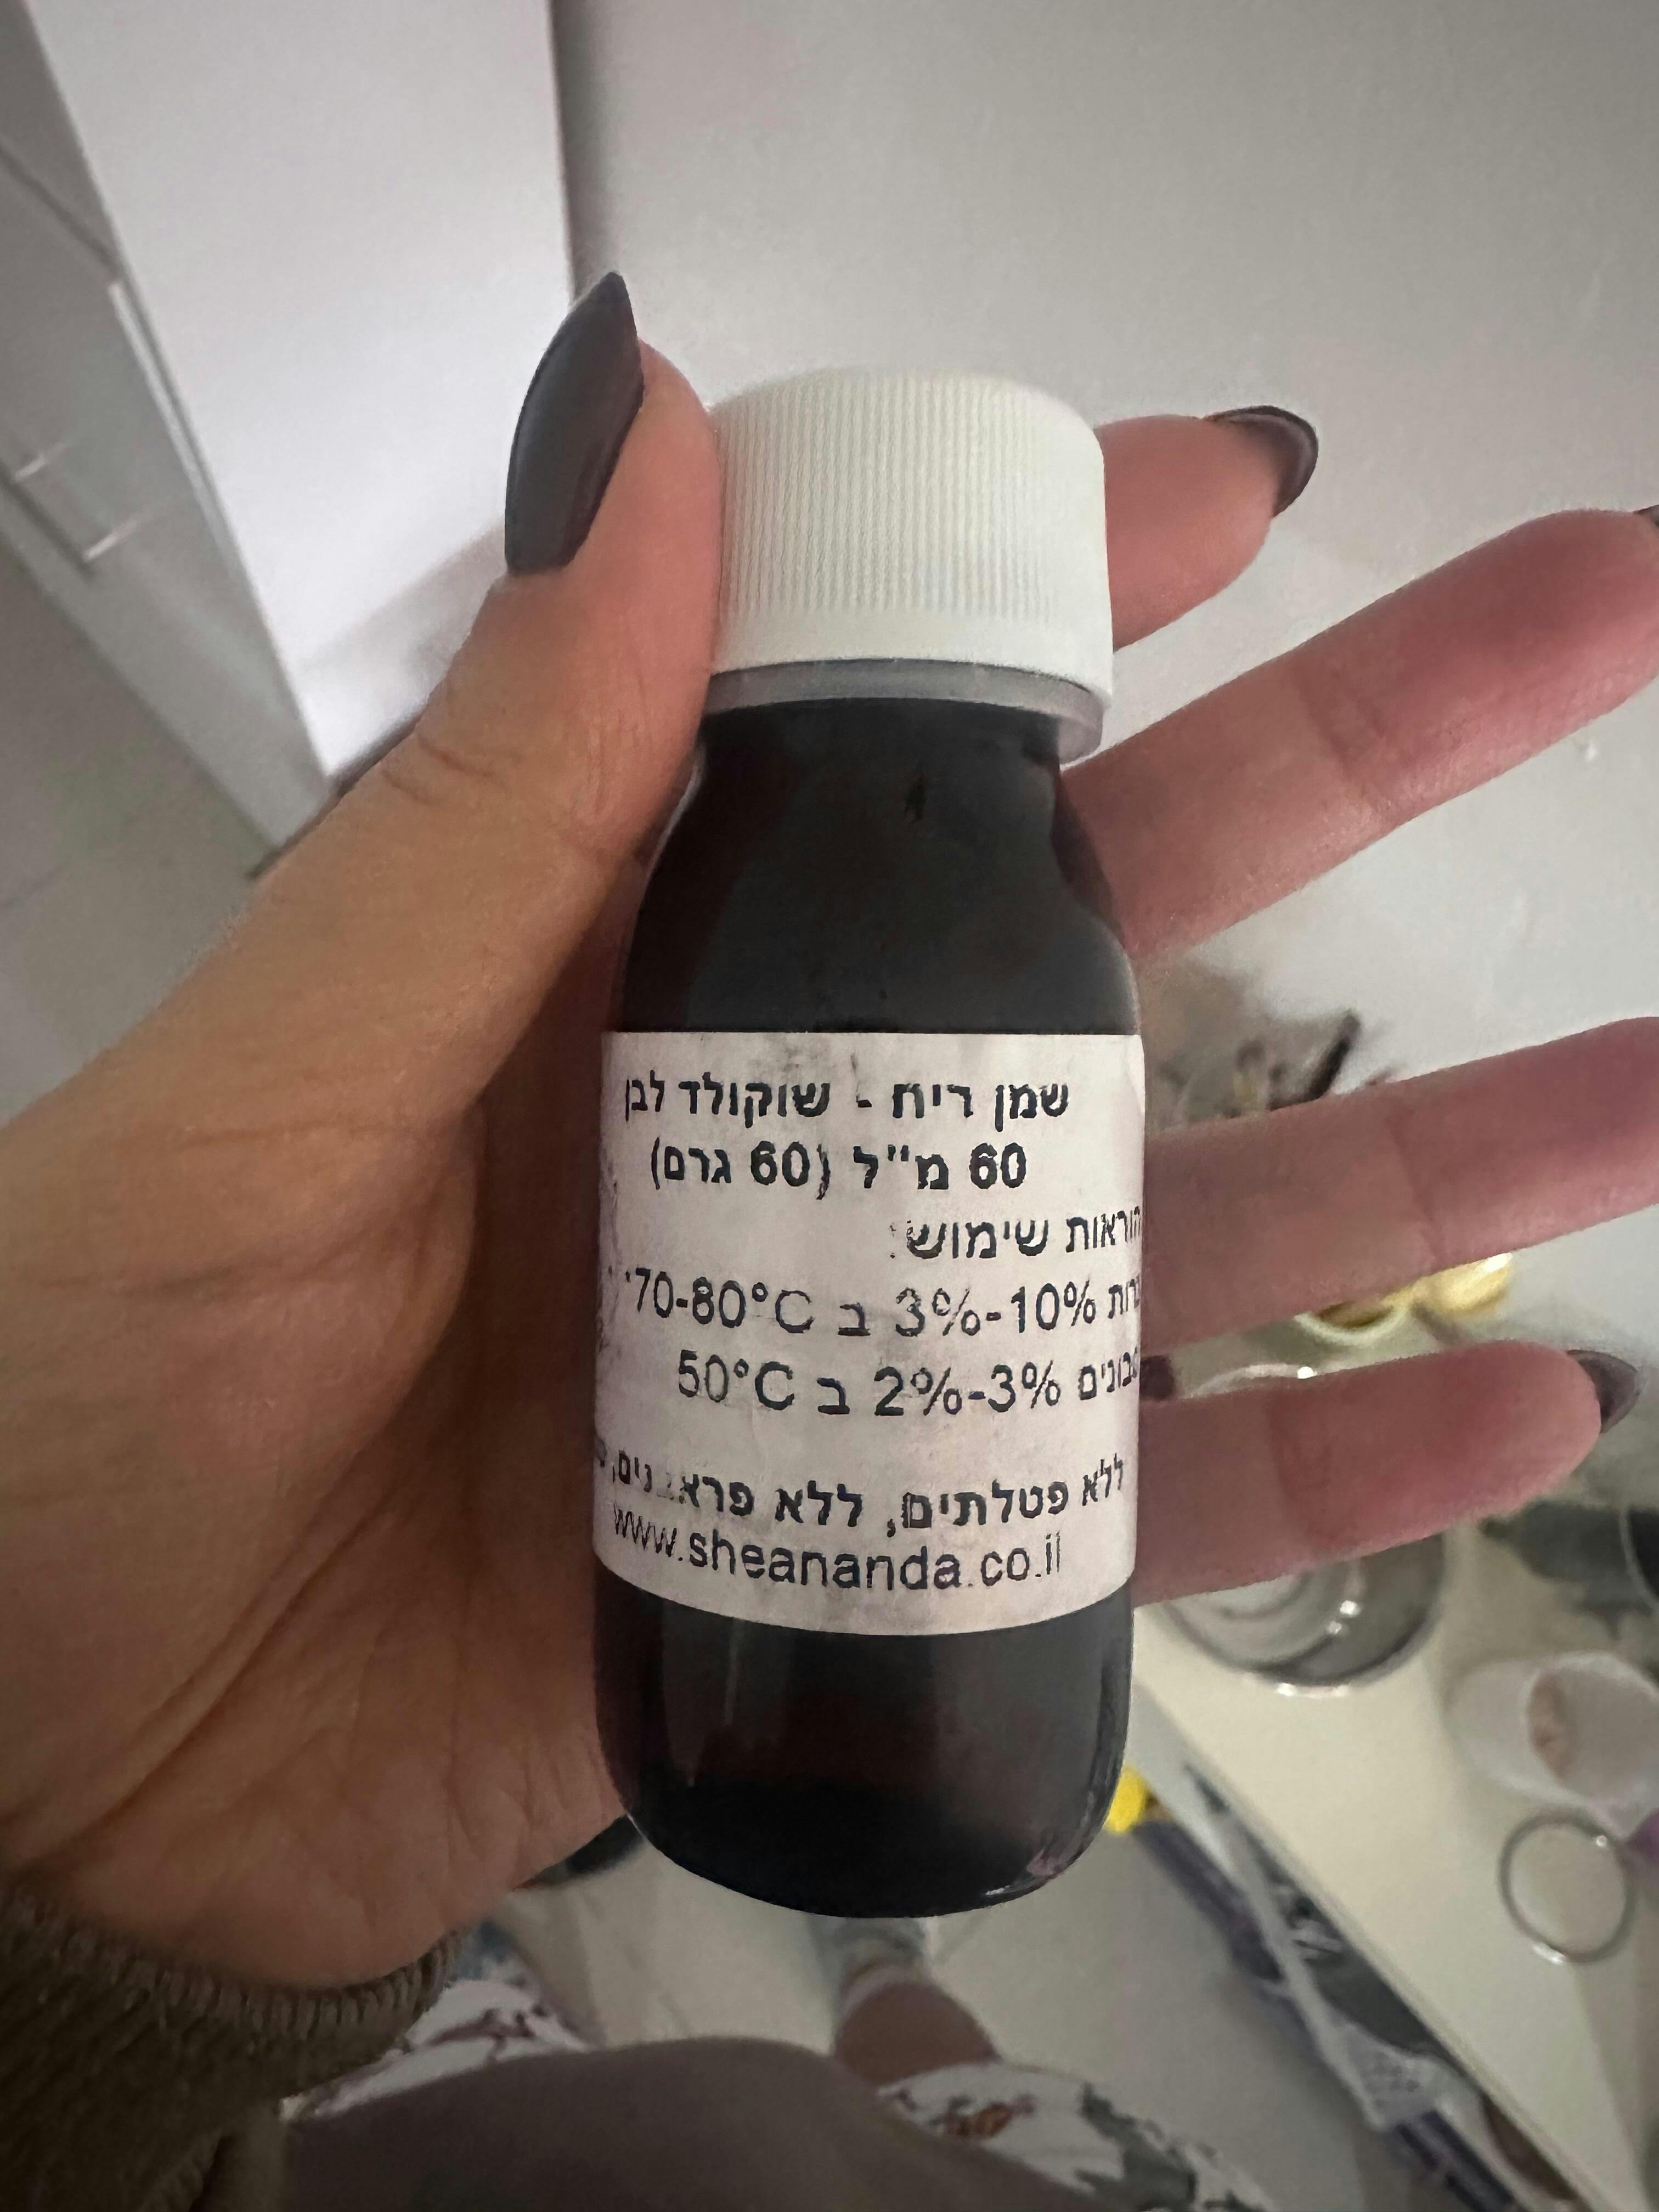 שמן ריח - שוקולד לבן
60 מ"ל (60 גרם)
הוראות שימוש:
3%-10% ב 70-80°C
2%-3% ב 50°C
ללא פטלתים, ללא
www.sheananda.co.il